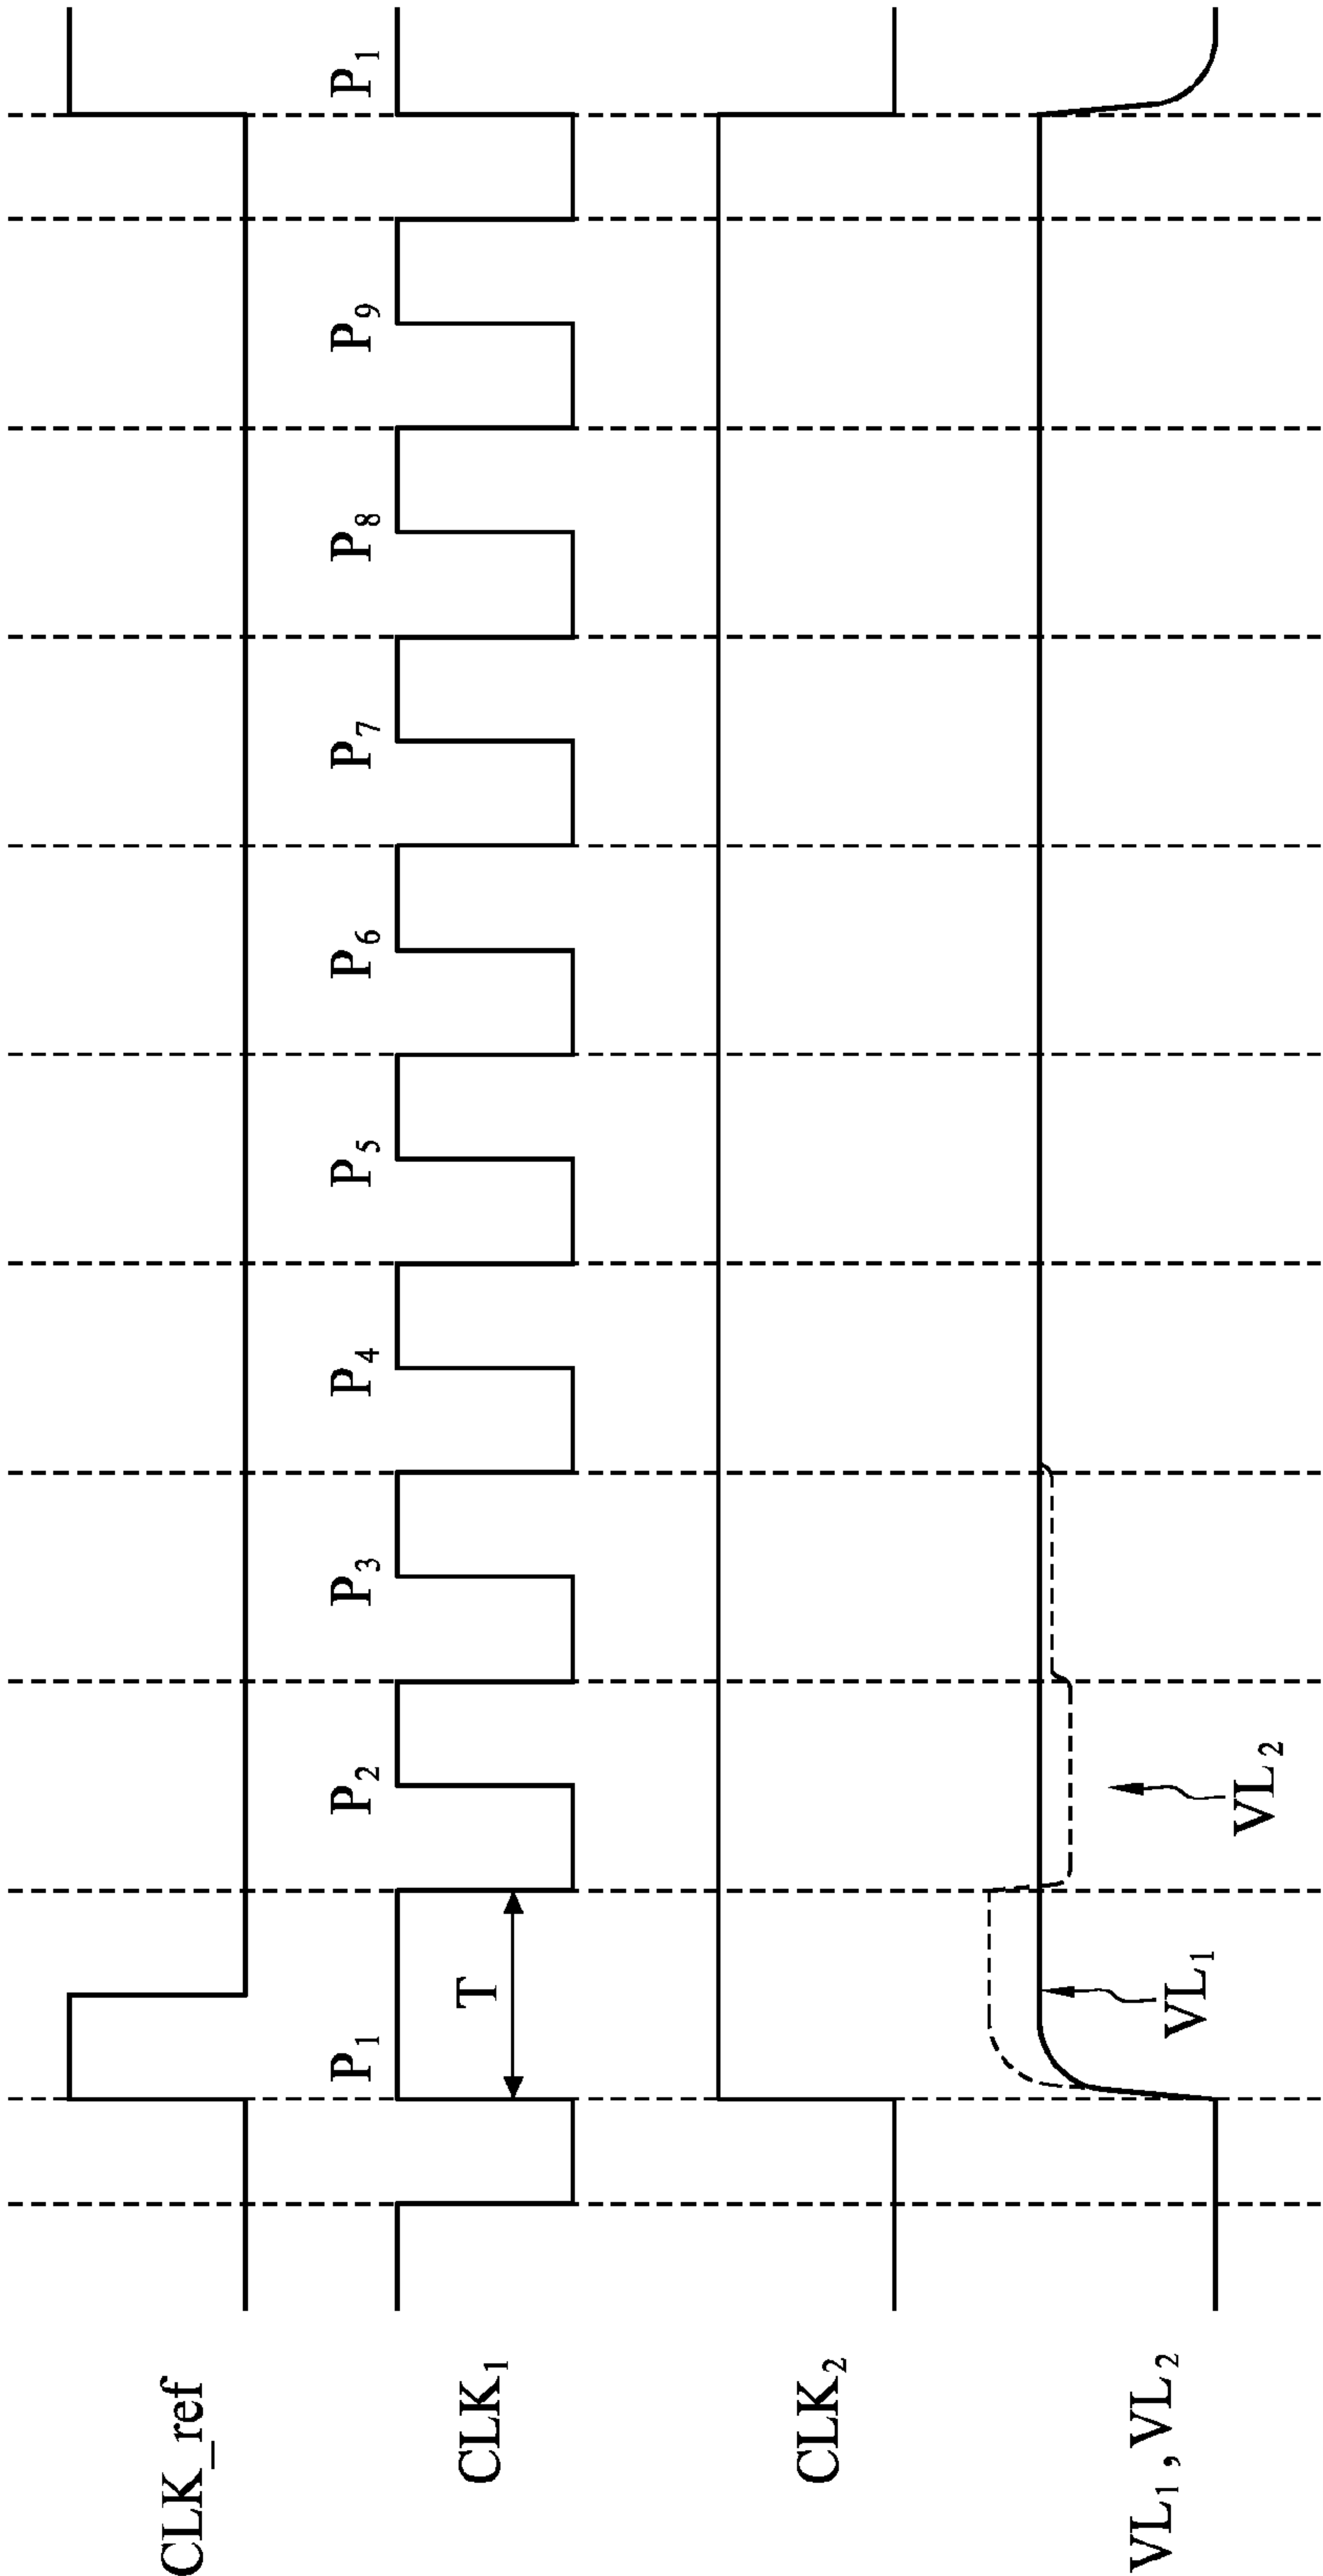 CLK_ref
P₁ P₂ P₃ P₄ P₅ P₆ P₇ P₈ P₉ P₁
CLK₁
T
CLK₂
VL₁, VL₂
VL₁
VL₂